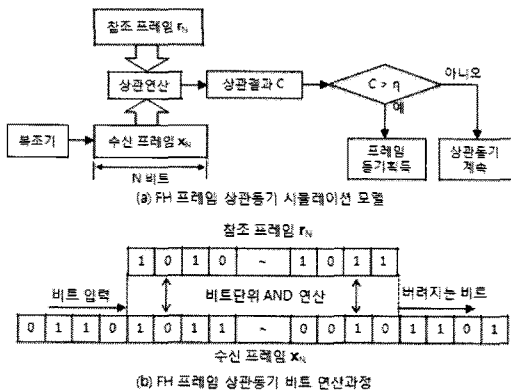 참조 프레임 rN
상관연산
상관결과 C
C > η
아니오
예
복조기
수신 프레임 xN
N 비트
프레임
동기획득
상관동기
계속
(a) FH 프레임 상관동기 시뮬레이션 모델
참조 프레임 rN
1 0 1 0 ~ 1 0 1 1
비트 입력
비트단위 AND 연산
버려지는 비트
0 1 1 0 1 0 1 1 ~ 0 0 1 0 1 1 0 1
수신 프레임 xN
(b) FH 프레임 상관동기 비트 연산과정